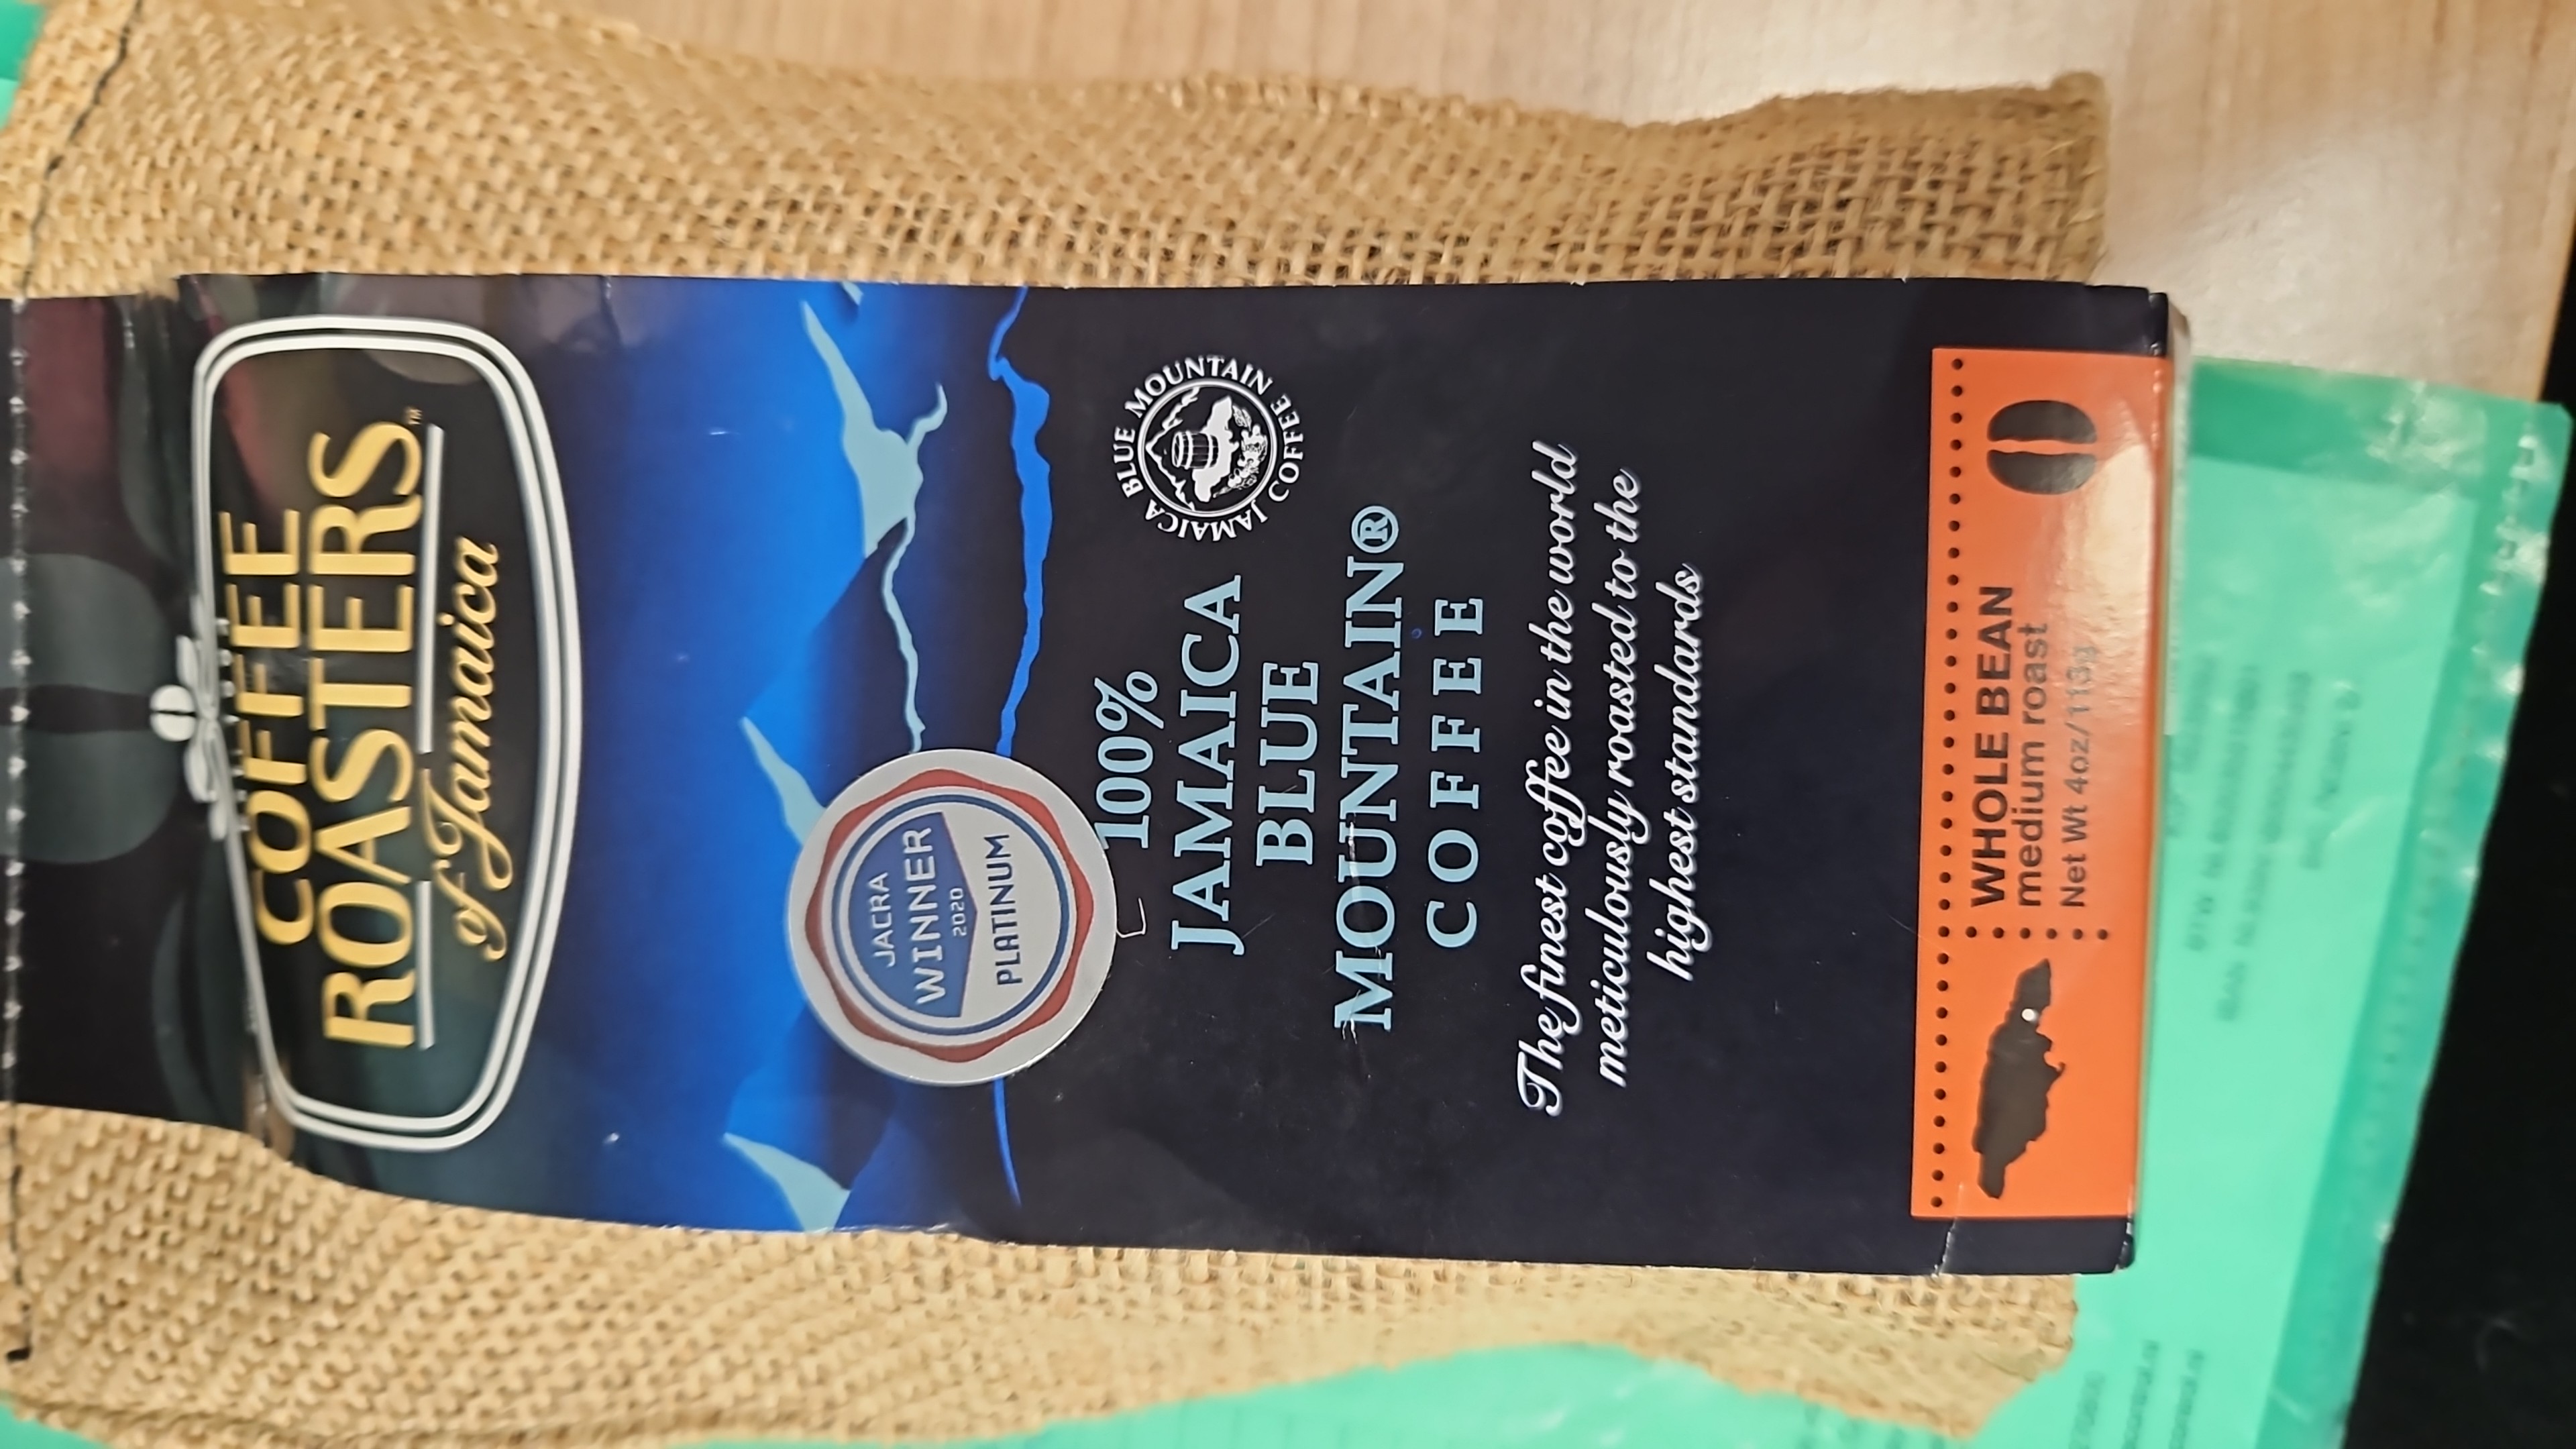 COFFEE
ROASTERS™
of Jamaica
JACRA
WINNER
2020
PLATINUM
JAMAICA BLUE MOUNTAIN COFFEE
100%
JAMAICA
BLUE
MOUNTAIN®
COFFEE
The finest coffee in the world
meticulously roasted to the
highest standards
WHOLE BEAN
medium roast
Net Wt 4oz/113g